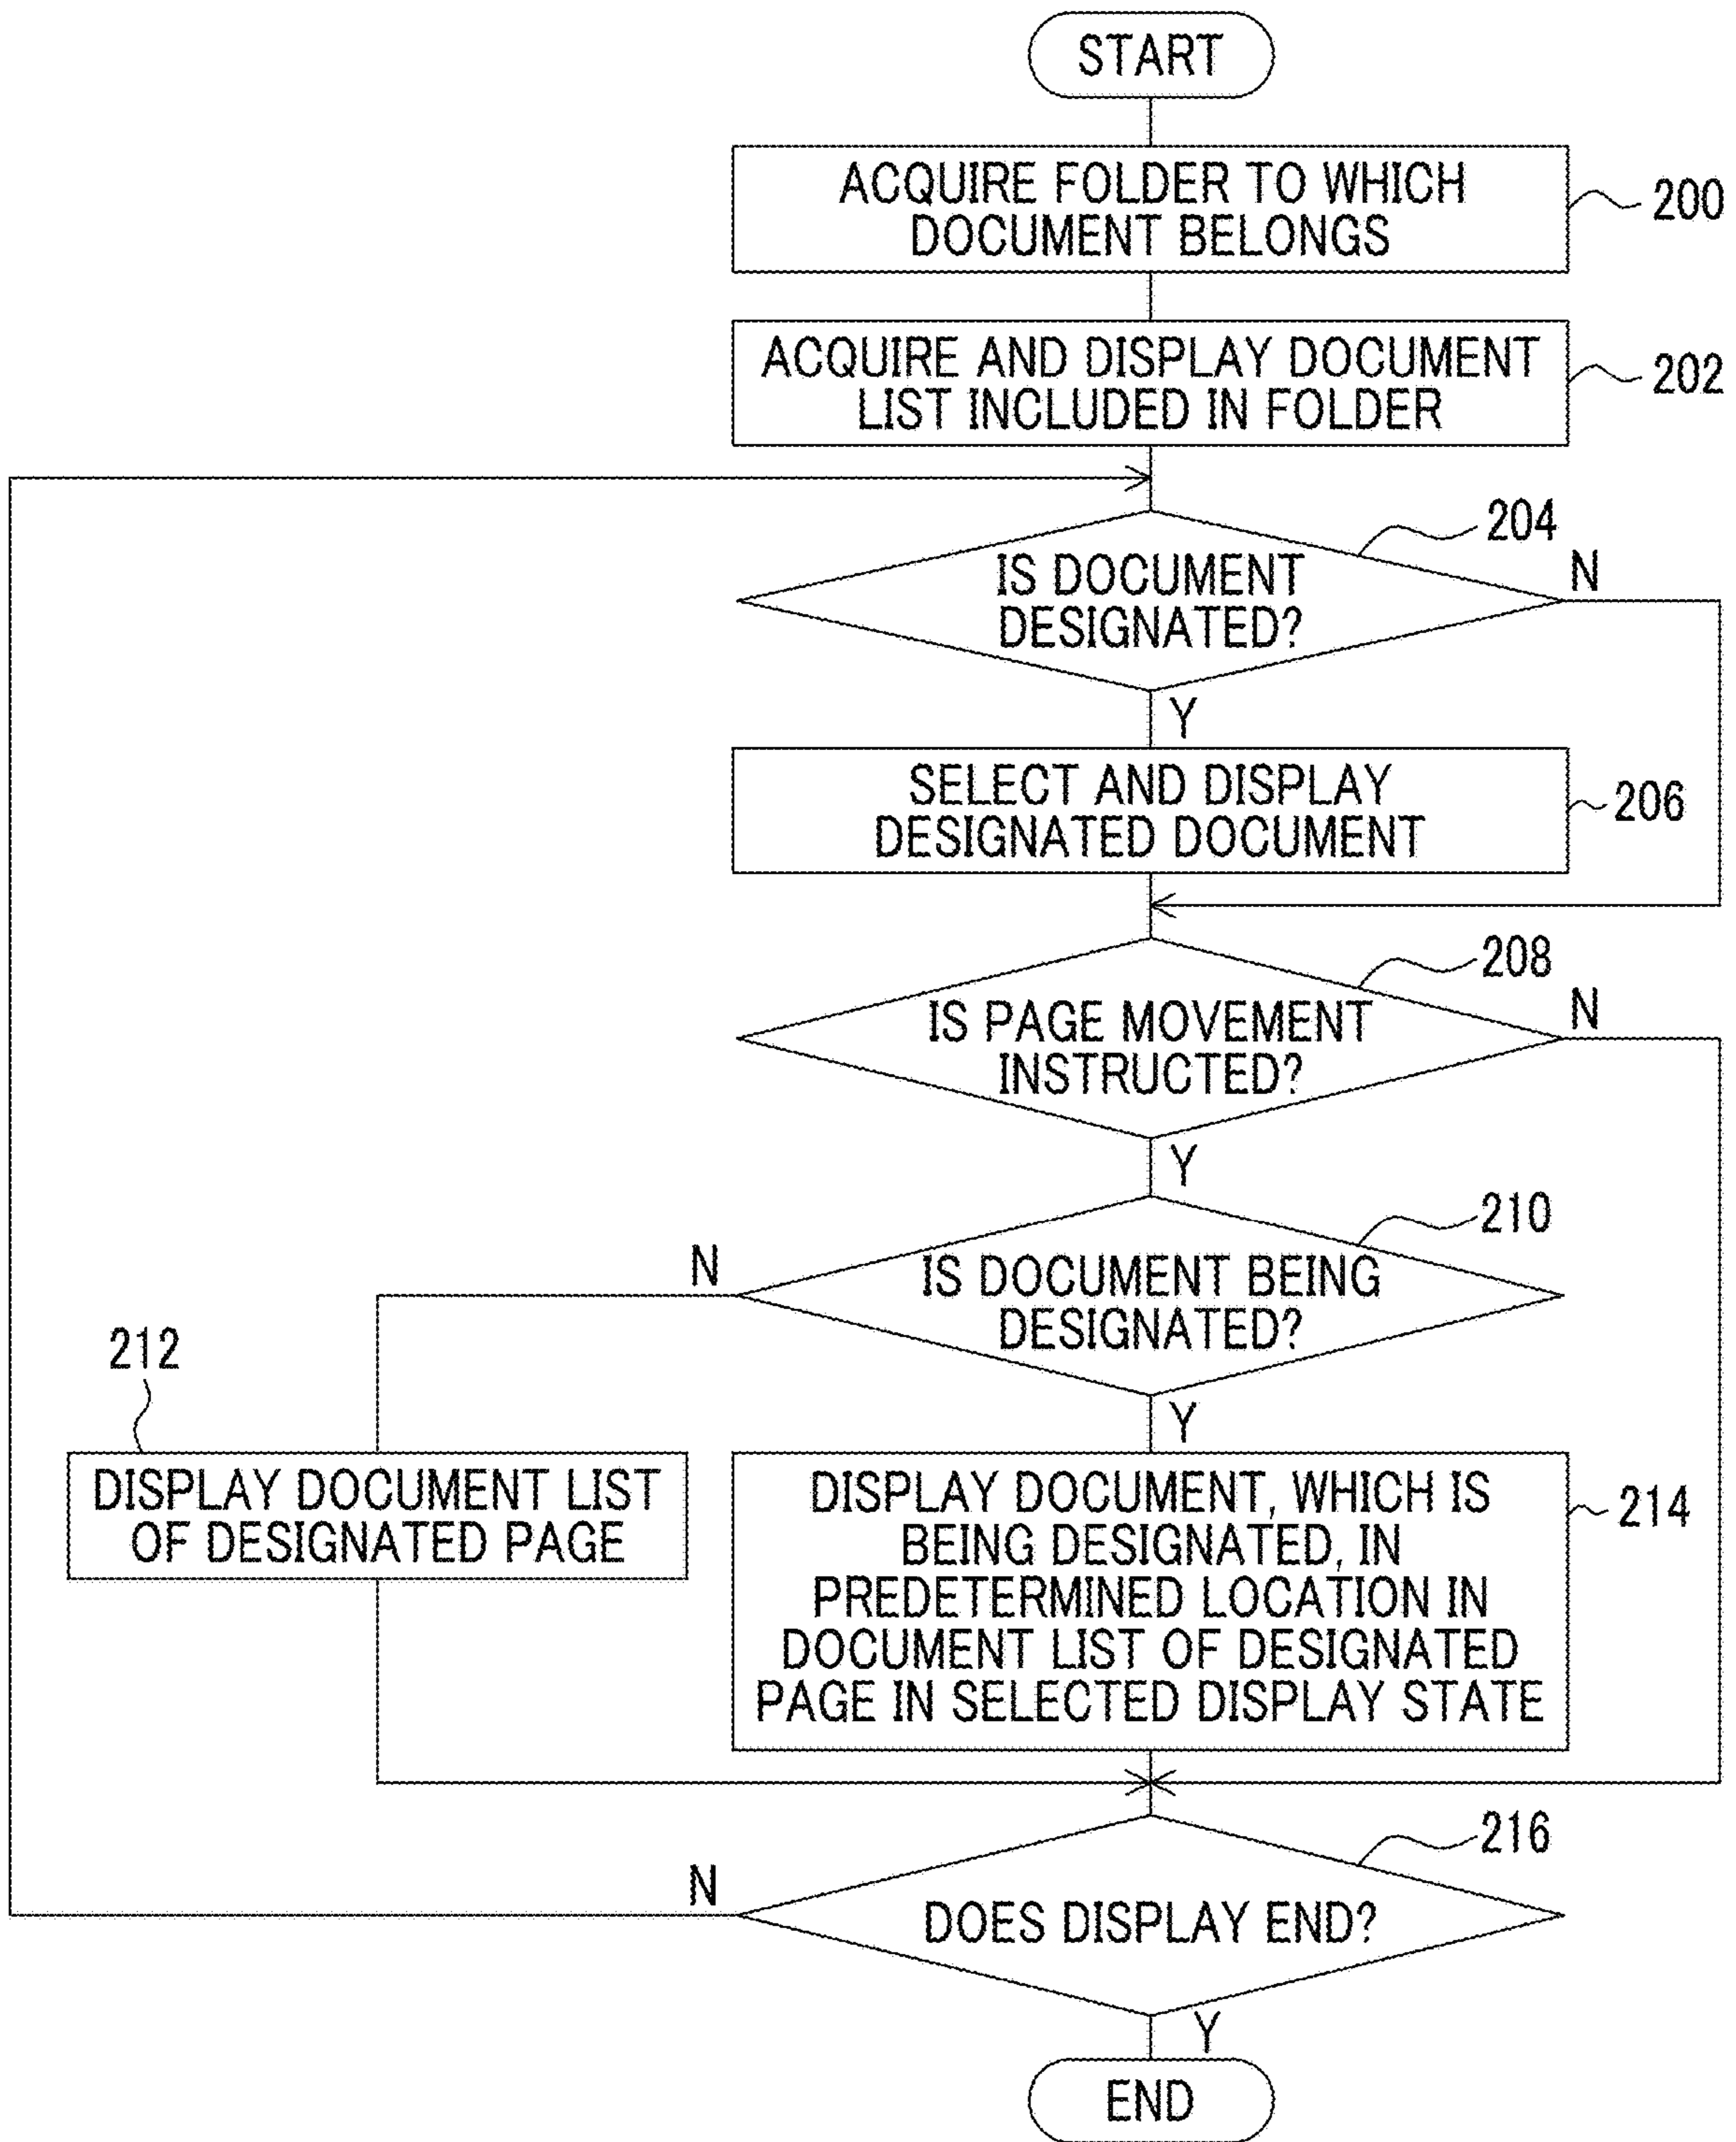 START
ACQUIRE FOLDER TO WHICH
DOCUMENT BELONGS
200
ACQUIRE AND DISPLAY DOCUMENT
LIST INCLUDED IN FOLDER
202
204
IS DOCUMENT
DESIGNATED?
N
Y
SELECT AND DISPLAY
DESIGNATED DOCUMENT
206
208
IS PAGE MOVEMENT
INSTRUCTED?
N
Y
210
IS DOCUMENT BEING
DESIGNATED?
N
Y
212
DISPLAY DOCUMENT LIST
OF DESIGNATED PAGE
DISPLAY DOCUMENT, WHICH IS
BEING DESIGNATED, IN
PREDETERMINED LOCATION IN
DOCUMENT LIST OF DESIGNATED
PAGE IN SELECTED DISPLAY STATE
214
216
DOES DISPLAY END?
N
Y
END